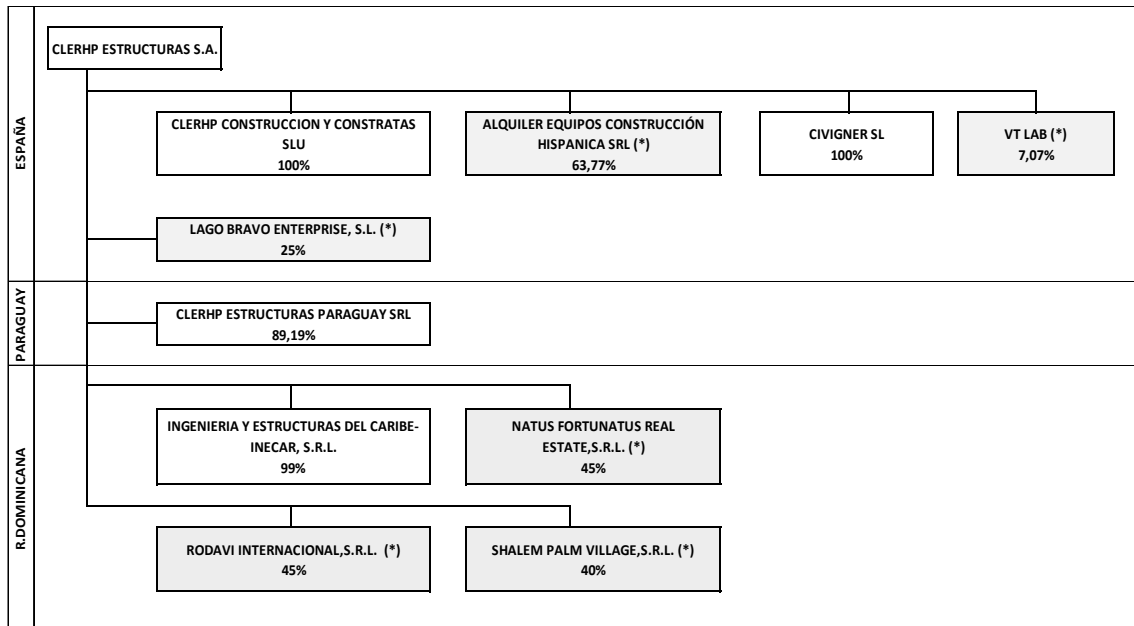 CLERHP ESTRUCTURAS S.A.
ESPAÑA
CLERHP CONSTRUCCION Y CONSTRATAS
SLU
100%
ALQUILER EQUIPOS CONSTRUCCIÓN
HISPANICA SRL (*)
63,77%
CIVIGNER SL
100%
VT LAB (*)
7,07%
LAGO BRAVO ENTERPRISE, S.L. (*)
25%
PARAGUAY
CLERHP ESTRUCTURAS PARAGUAY SRL
89,19%
R.DOMINICANA
INGENIERIA Y ESTRUCTURAS DEL CARIBE-
INECAR, S.R.L.
99%
NATUS FORTUNATUS REAL
ESTATE,S.R.L. (*)
45%
RODAVI INTERNACIONAL,S.R.L. (*)
45%
SHALEM PALM VILLAGE,S.R.L. (*)
40%